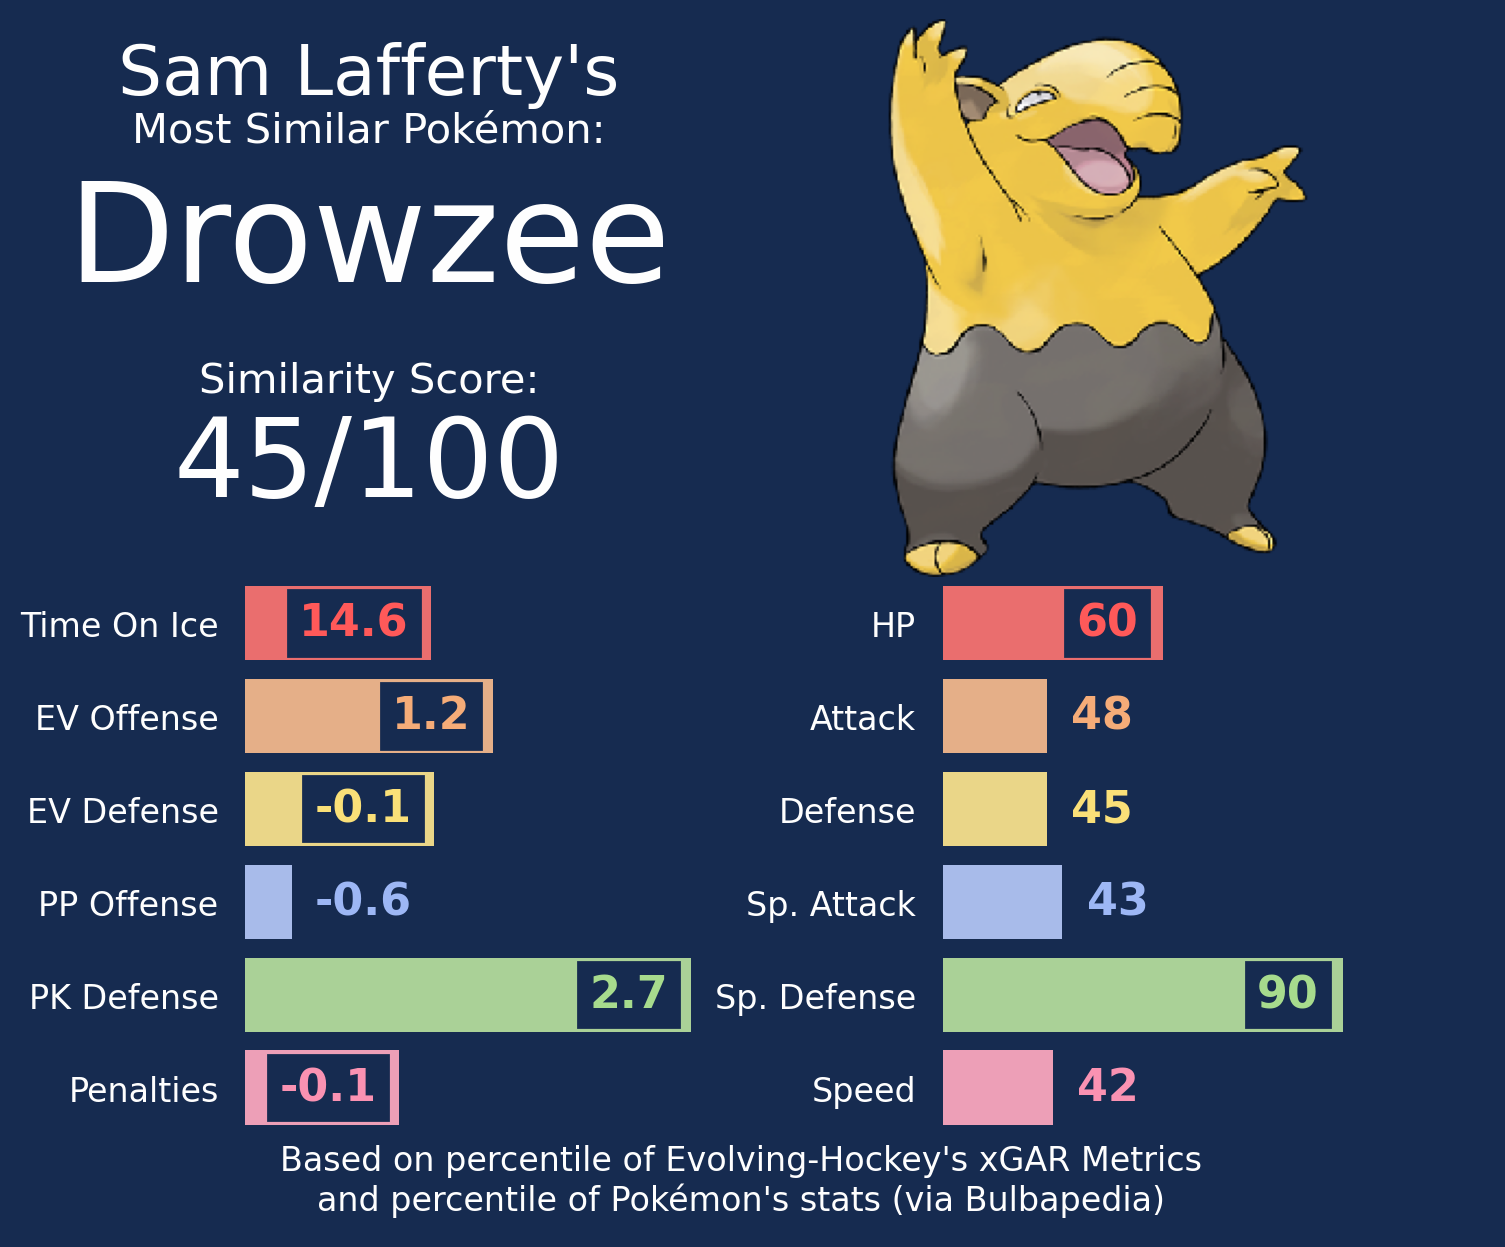 Sam Lafferty's
Most Similar Pokémon:
Drowzee
Similarity Score:
45/100
Time On Ice 14.6
EV Offense 1.2
EV Defense -0.1
PP Offense -0.6
PK Defense 2.7
Penalties -0.1
HP 60
Attack 48
Defense 45
Sp. Attack 43
Sp. Defense 90
Speed 42
Based on percentile of Evolving-Hockey's xGAR Metrics
and percentile of Pokémon's stats (via Bulbapedia)